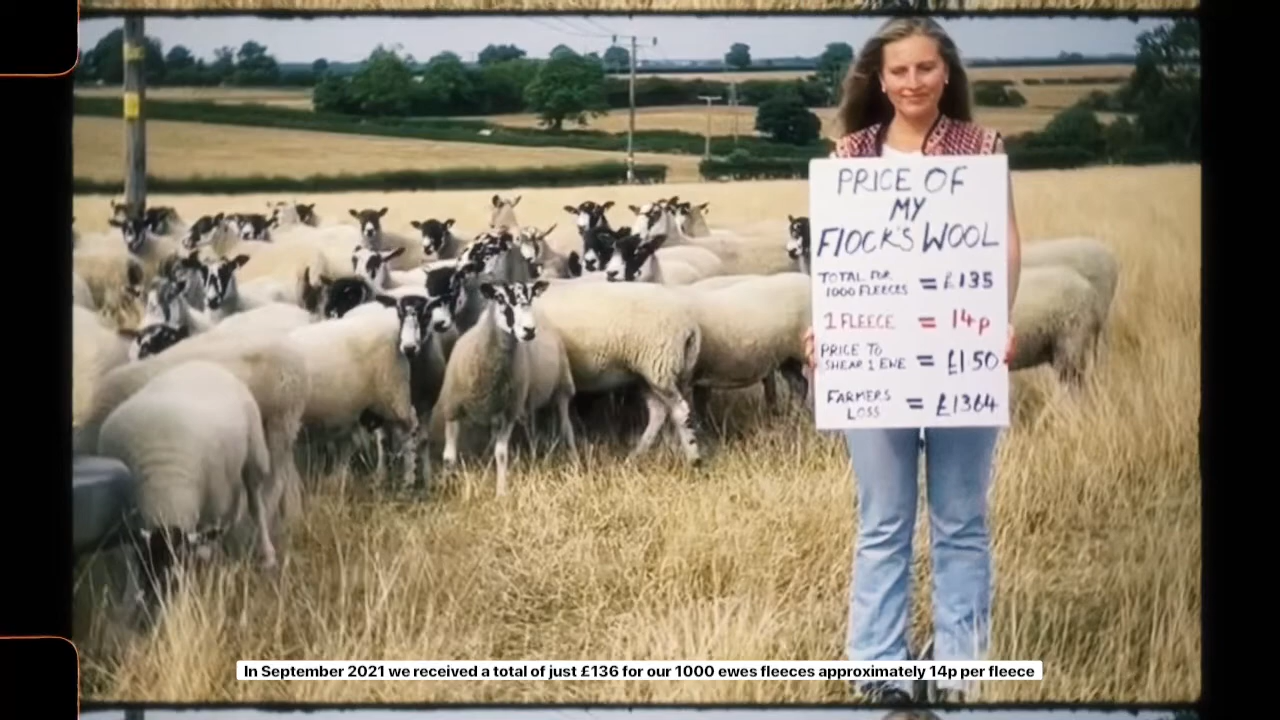 PRICE OF
MY
FLOCK'S WOOL
TOTAL FOR
1000 FLEECES = £135
1 FLEECE = 14p
PRICE TO
SHEAR 1 EWE = £1.50
FARMERS
LOSS = £1364
In September 2021 we received a total of just £136 for our 1000 ewes fleeces approximately 14p per fleece